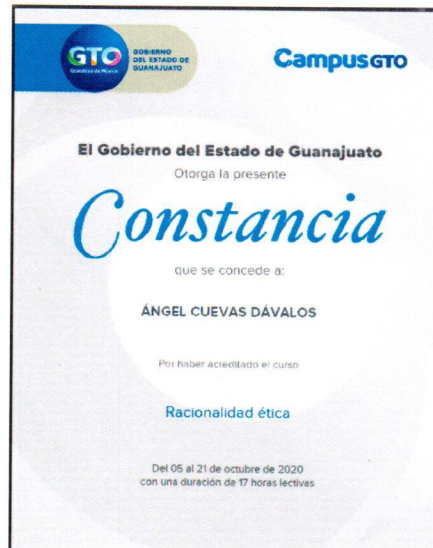 GTO
Grandeza de México
GOBIERNO
DEL ESTADO DE
GUANAJUATO
CampusGTO
El Gobierno del Estado de Guanajuato
Otorga la presente
Constancia
que se concede a:
ÁNGEL CUEVAS DÁVALOS
Por haber acreditado el curso
Racionalidad ética
Del 05 al 21 de octubre de 2020
con una duración de 17 horas lectivas